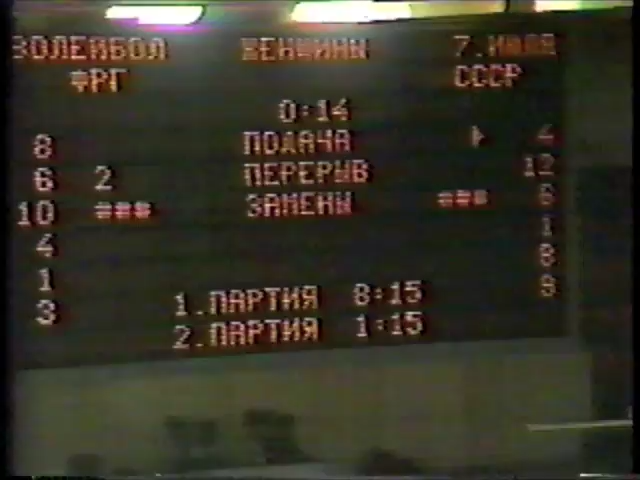 ВОЛЕЙБОЛ ЖЕНЩИНЫ 7.ИЮЛЯ
ФРГ СССР
0:14
8 ПОДАЧА 4
6 2 ПЕРЕРЫВ 12
10 *** ЗАМЕНЫ *** 6
4 1
1 8
3 9
1.ПАРТИЯ 8:15
2.ПАРТИЯ 1:15